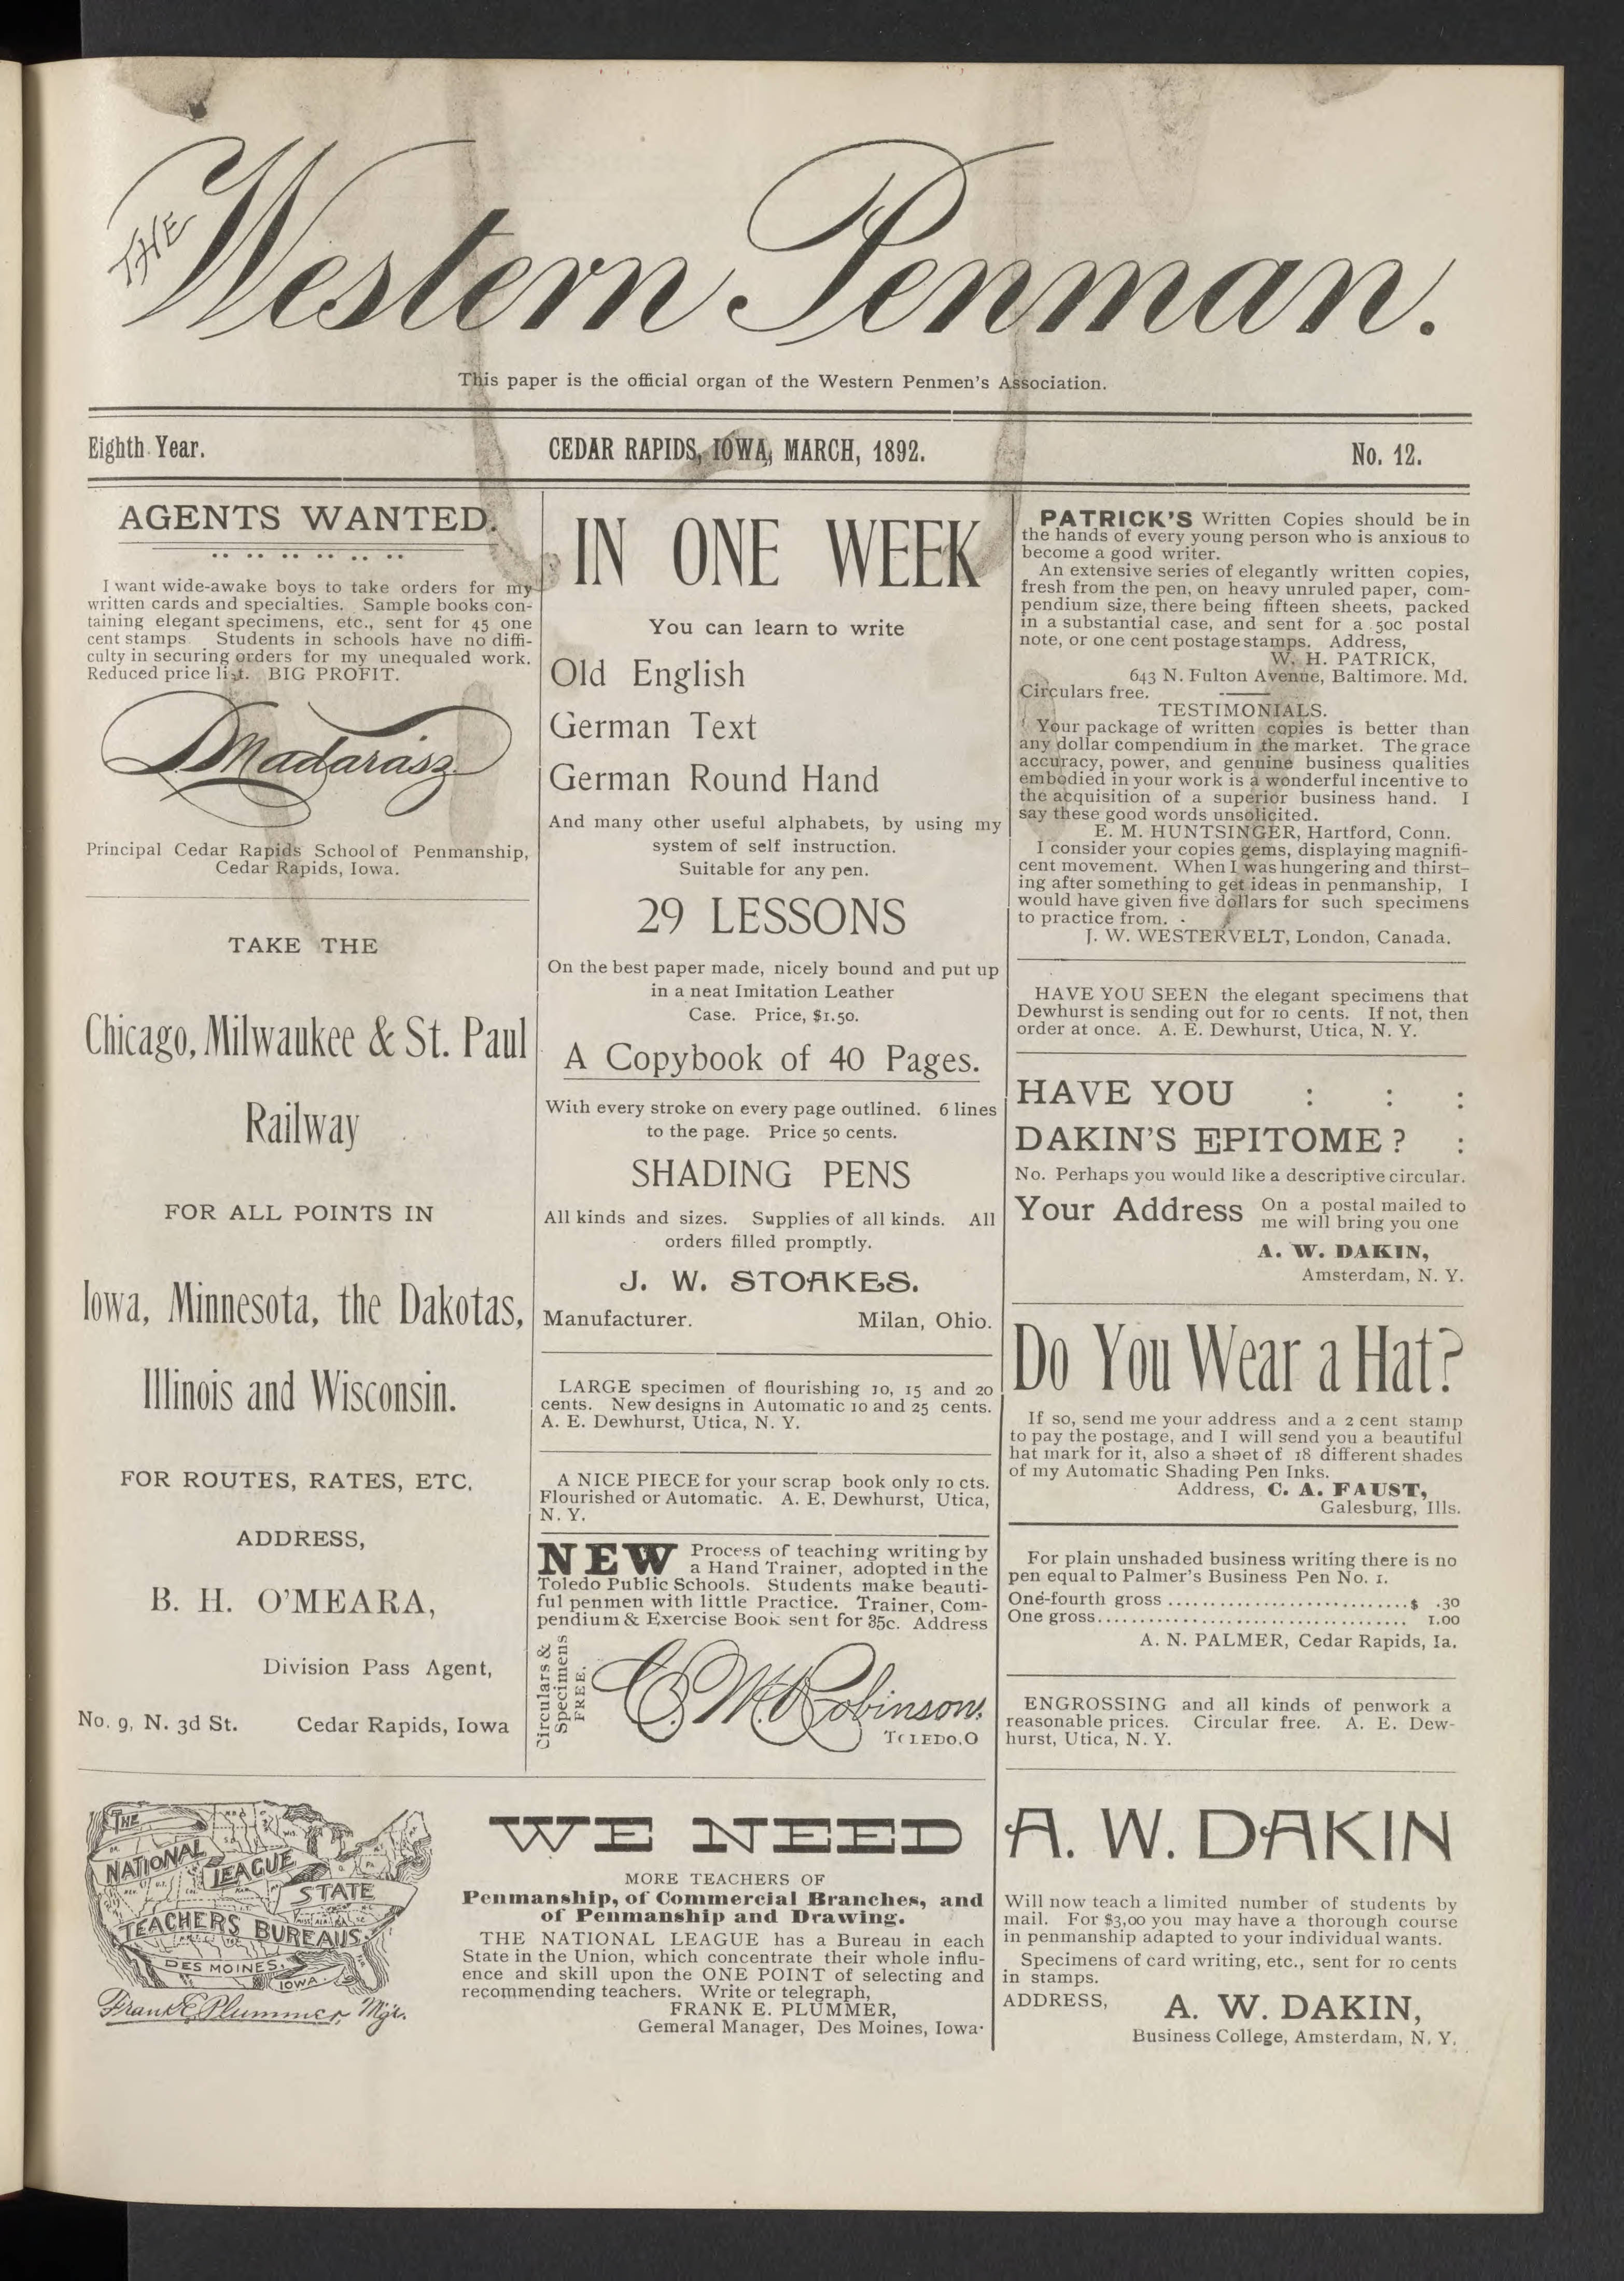 THE
Western Penman.
This paper is the official organ of the Western Penmen's Association.
Eighth Year. CEDAR RAPIDS, IOWA, MARCH, 1892. No. 12.
AGENTS WANTED.
I want wide-awake boys to take orders for my
written cards and specialties. Sample books con-
taining elegant specimens, etc., sent for 45 one
cent stamps. Students in schools have no diffi-
culty in securing orders for my unequaled work.
Reduced price list. BIG PROFIT.
L Madarasz
Principal Cedar Rapids School of Penmanship,
Cedar Rapids, Iowa.
TAKE THE
Chicago, Milwaukee & St. Paul
Railway
FOR ALL POINTS IN
Iowa, Minnesota, the Dakotas,
Illinois and Wisconsin.
FOR ROUTES, RATES, ETC.
ADDRESS,
B. H. O'MEARA,
Division Pass Agent,
No. 9, N. 3d St. Cedar Rapids, Iowa
IN ONE WEEK
You can learn to write
Old English
German Text
German Round Hand
And many other useful alphabets, by using my
system of self instruction.
Suitable for any pen.
29 LESSONS
On the best paper made, nicely bound and put up
in a neat Imitation Leather
Case. Price, $1.50.
A Copybook of 40 Pages.
With every stroke on every page outlined. 6 lines
to the page. Price 50 cents.
SHADING PENS
All kinds and sizes. Supplies of all kinds. All
orders filled promptly.
J. W. STOAKES.
Manufacturer. Milan, Ohio.
LARGE specimen of flourishing 10, 15 and 20
cents. New designs in Automatic 10 and 25 cents.
A. E. Dewhurst, Utica, N. Y.
A NICE PIECE for your scrap book only 10 cts.
Flourished or Automatic. A. E. Dewhurst, Utica,
N. Y.
NEW Process of teaching writing by
a Hand Trainer, adopted in the
Toledo Public Schools. Students make beauti-
ful penmen with little Practice. Trainer, Com-
pendium & Exercise Book sent for 35c. Address
Circulars &
Specimens
FREE.
C. M. Robinson,
TOLEDO.O
PATRICK'S Written Copies should be in
the hands of every young person who is anxious to
become a good writer.
An extensive series of elegantly written copies,
fresh from the pen, on heavy unruled paper, com-
pendium size, there being fifteen sheets, packed
in a substantial case, and sent for a 50c postal
note, or one cent postage stamps. Address,
W. H. PATRICK,
643 N. Fulton Avenue, Baltimore. Md.
Circulars free.
TESTIMONIALS.
Your package of written copies is better than
any dollar compendium in the market. The grace
accuracy, power, and genuine business qualities
embodied in your work is a wonderful incentive to
the acquisition of a superior business hand. I
say these good words unsolicited.
E. M. HUNTSINGER, Hartford, Conn.
I consider your copies gems, displaying magnifi-
cent movement. When I was hungering and thirst-
ing after something to get ideas in penmanship, I
would have given five dollars for such specimens
to practice from.
J. W. WESTERVELT, London, Canada.
HAVE YOU SEEN the elegant specimens that
Dewhurst is sending out for 10 cents. If not, then
order at once. A. E. Dewhurst, Utica, N. Y.
HAVE YOU : : :
DAKIN'S EPITOME ? :
No. Perhaps you would like a descriptive circular.
Your Address On a postal mailed to
me will bring you one
A. W. DAKIN,
Amsterdam, N. Y.
Do You Wear a Hat?
If so, send me your address and a 2 cent stamp
to pay the postage, and I will send you a beautiful
hat mark for it, also a shəet of 18 different shades
of my Automatic Shading Pen Inks.
Address, C. A. FAUST,
Galesburg, Ills.
For plain unshaded business writing there is no
pen equal to Palmer's Business Pen No. 1.
One-fourth gross ............................$ .30
One gross..................................... 1.00
A. N. PALMER, Cedar Rapids, Ia.
ENGROSSING and all kinds of penwork a
reasonable prices. Circular free. A. E. Dew-
hurst, Utica, N. Y.
THE
NATIONAL
LEAGUE
STATE
TEACHERS BUREAUS.
DES MOINES,
IOWA.
Frank E. Plummer, Mgr.
WE NEED
MORE TEACHERS OF
Penmanship, of Commercial Branches, and
of Penmanship and Drawing.
THE NATIONAL LEAGUE has a Bureau in each
State in the Union, which concentrate their whole influ-
ence and skill upon the ONE POINT of selecting and
recommending teachers. Write or telegraph,
FRANK E. PLUMMER,
Gemeral Manager, Des Moines, Iowa·
A. W. DAKIN
Will now teach a limited number of students by
mail. For $3,00 you may have a thorough course
in penmanship adapted to your individual wants.
Specimens of card writing, etc., sent for 10 cents
in stamps.
ADDRESS, A. W. DAKIN,
Business College, Amsterdam, N. Y.